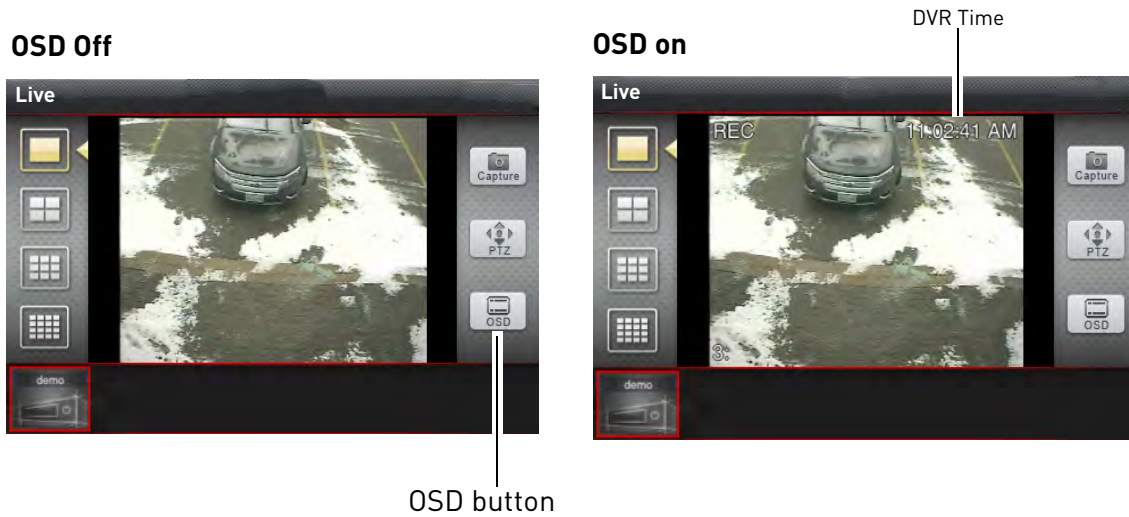 OSD Off
Live
Capture
PTZ
OSD
demo
OSD button
DVR Time
OSD on
Live
REC
11:02:41 AM
Capture
PTZ
OSD
3:
demo